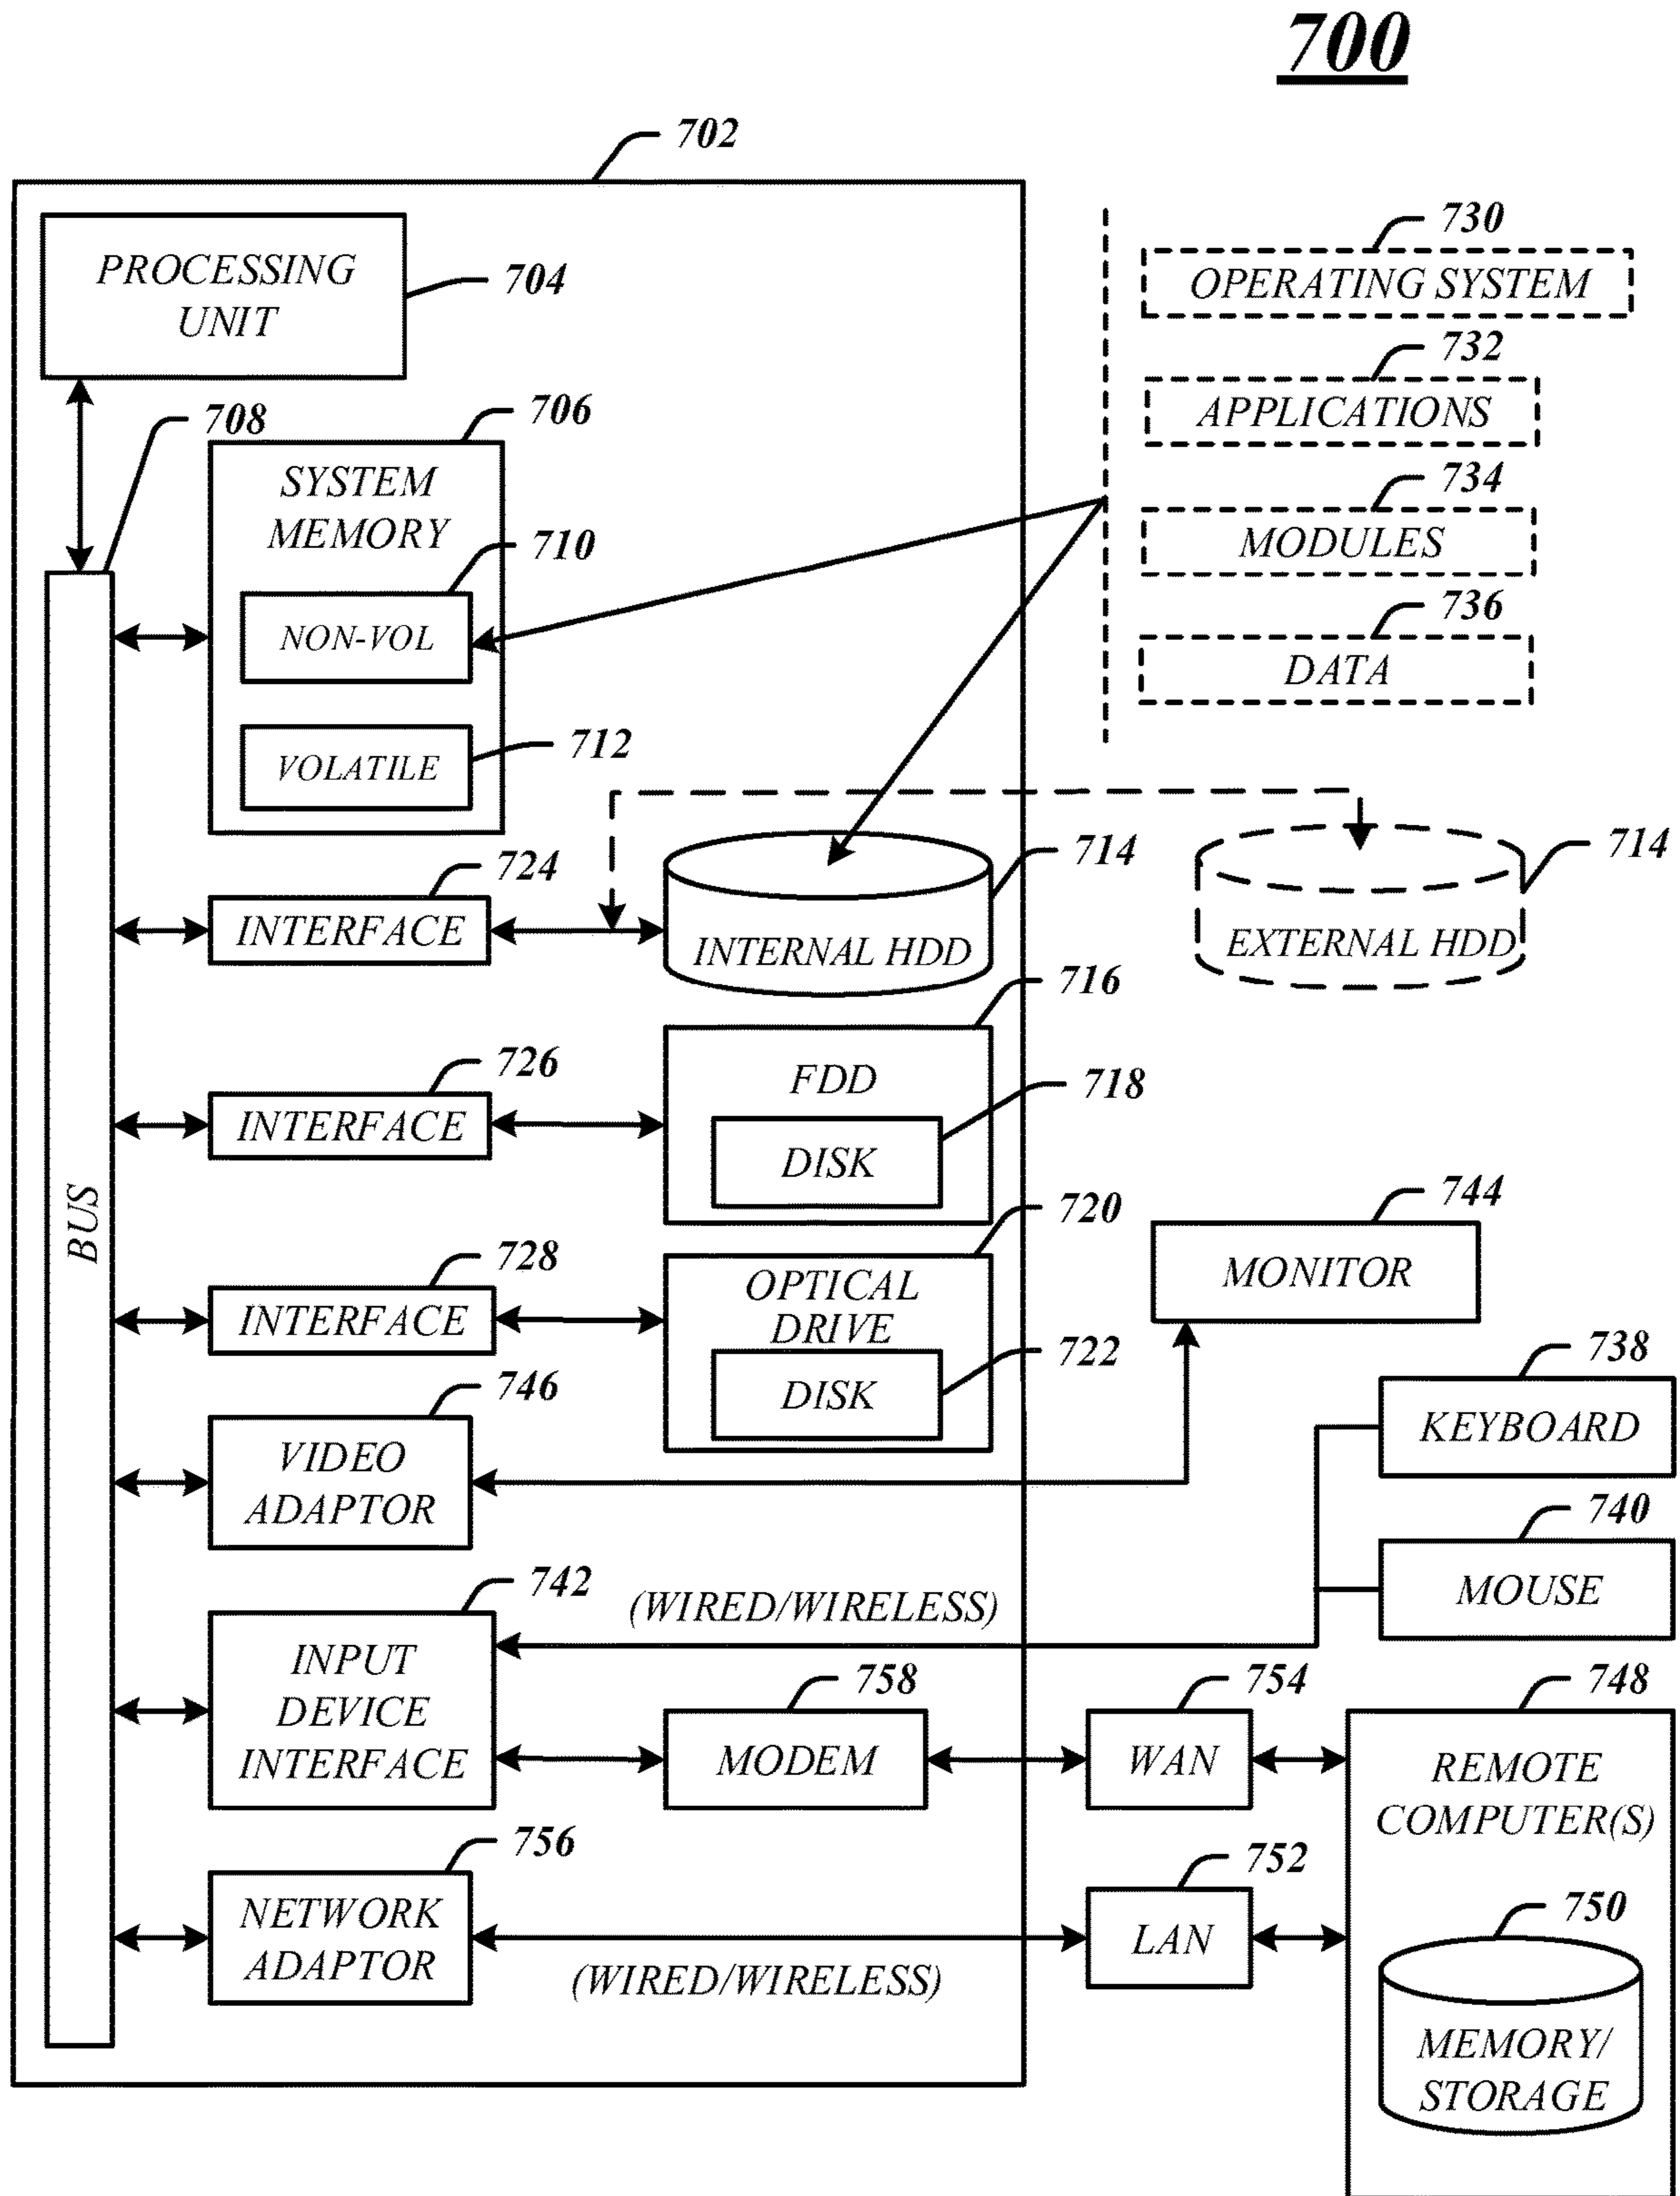 700
702
PROCESSING
UNIT
704
708
706
SYSTEM
MEMORY
710
NON-VOL
712
VOLATILE
730
OPERATING SYSTEM
732
APPLICATIONS
734
MODULES
736
DATA
BUS
724
INTERFACE
714
INTERNAL HDD
714
EXTERNAL HDD
726
INTERFACE
716
FDD
718
DISK
728
INTERFACE
720
OPTICAL
DRIVE
722
DISK
744
MONITOR
746
VIDEO
ADAPTOR
738
KEYBOARD
740
MOUSE
742
INPUT
DEVICE
INTERFACE
(WIRED/WIRELESS)
758
MODEM
754
WAN
748
REMOTE
COMPUTER(S)
756
NETWORK
ADAPTOR
(WIRED/WIRELESS)
752
LAN
750
MEMORY/
STORAGE